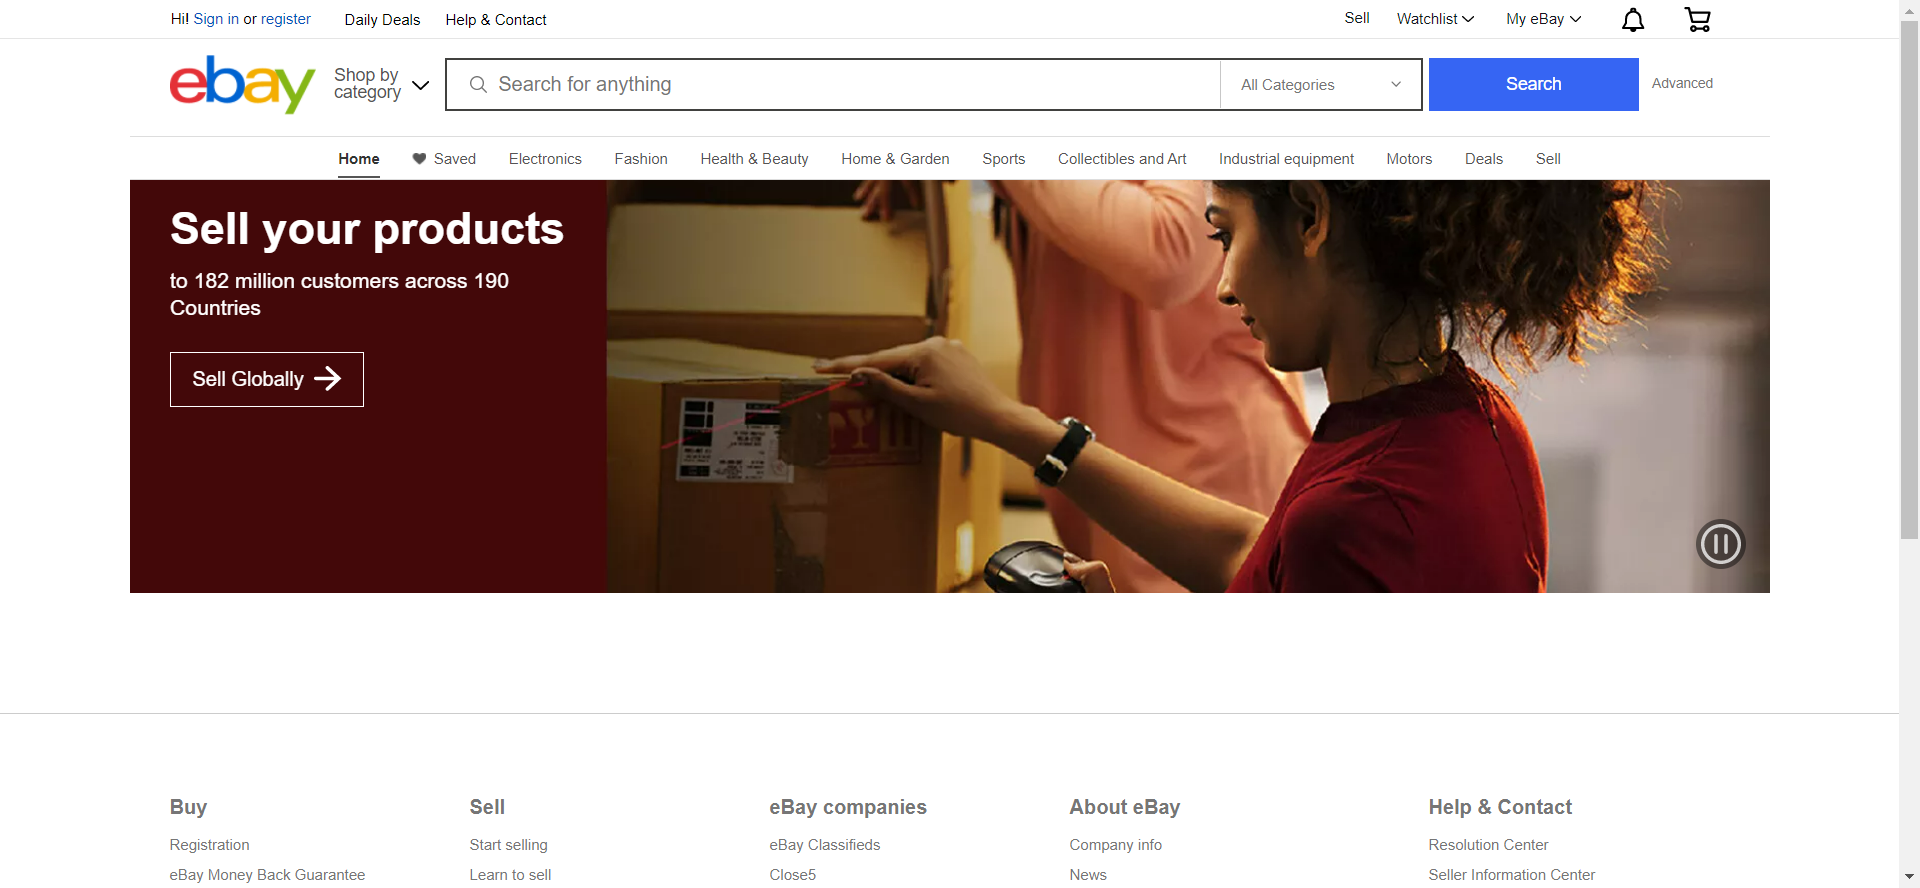 Hi! Sign in or register Daily Deals Help & Contact Sell Watchlist My eBay
ebay Shop by category Search for anything All Categories Search Advanced
Home Saved Electronics Fashion Health & Beauty Home & Garden Sports Collectibles and Art Industrial equipment Motors Deals Sell
Sell your products
to 182 million customers across 190
Countries
Sell Globally
Buy Sell eBay companies About eBay Help & Contact
Registration Start selling eBay Classifieds Company info Resolution Center
eBay Money Back Guarantee Learn to sell Close5 News Seller Information Center